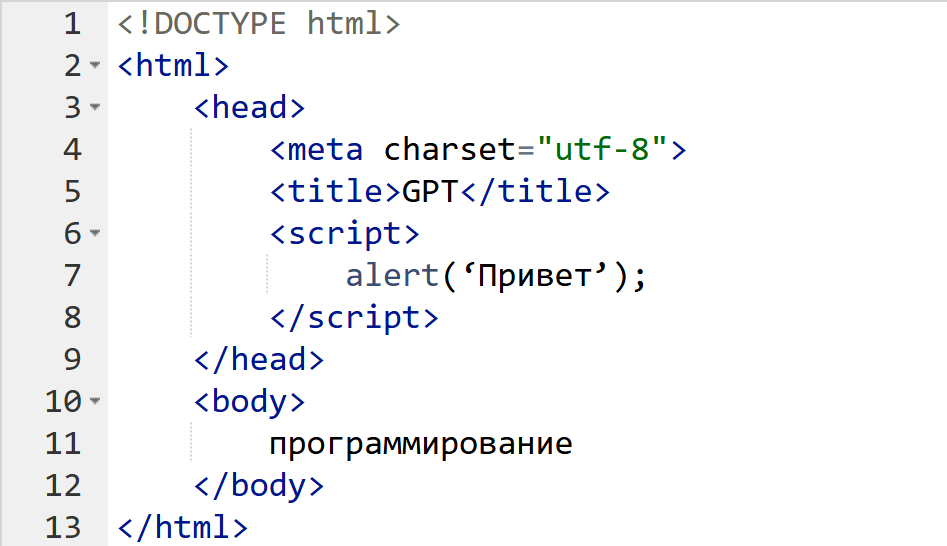 1 <!DOCTYPE html>
2 <html>
3 <head>
4 <meta charset="utf-8">
5 <title>GPT</title>
6 <script>
7 alert(‘Привет’);
8 </script>
9 </head>
10 <body>
11 программирование
12 </body>
13 </html>